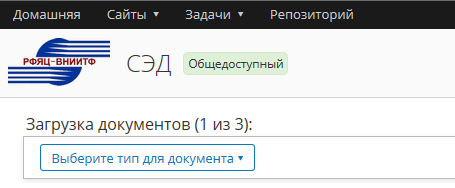 Домашняя Сайты Задачи Репозиторий
РФЯЦ-ВНИИТФ
СЭД Общедоступный
Загрузка документов (1 из 3):
Выберите тип для документа